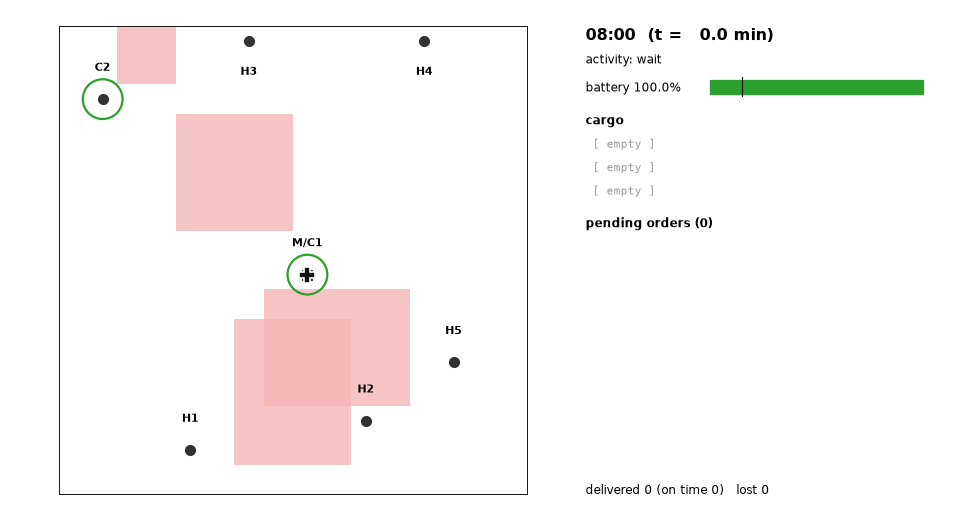 C2
H3
H4
M/C1
H5
H2
H1
08:00 (t = 0.0 min)
activity: wait
battery 100.0%
cargo
[ empty ]
[ empty ]
[ empty ]
pending orders (0)
delivered 0 (on time 0) lost 0